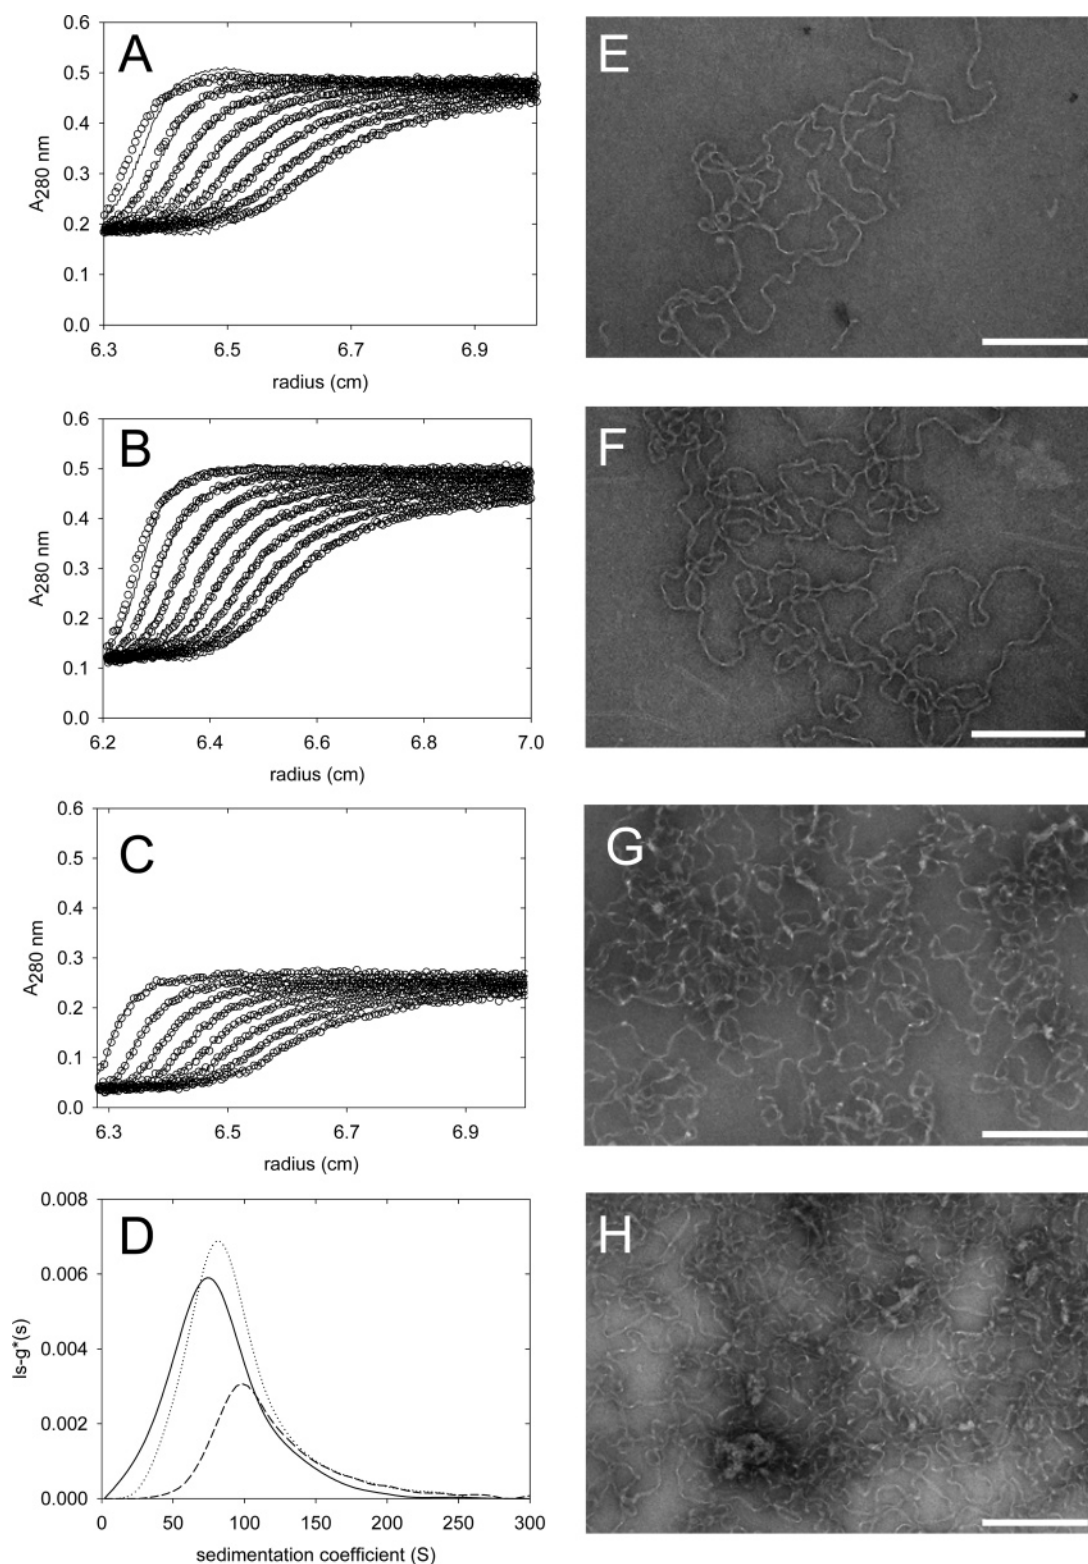 A
0.6
0.5
0.4
0.3
0.2
0.1
0.0
A280 nm
6.3 6.5 6.7 6.9
radius (cm)
B
0.6
0.5
0.4
0.3
0.2
0.1
0.0
A280 nm
6.2 6.4 6.6 6.8 7.0
radius (cm)
C
0.6
0.5
0.4
0.3
0.2
0.1
0.0
A280 nm
6.3 6.5 6.7 6.9
radius (cm)
D
0.008
0.006
0.004
0.002
0.000
ls-g*(s)
0 50 100 150 200 250 300
sedimentation coefficient (S)
E
F
G
H